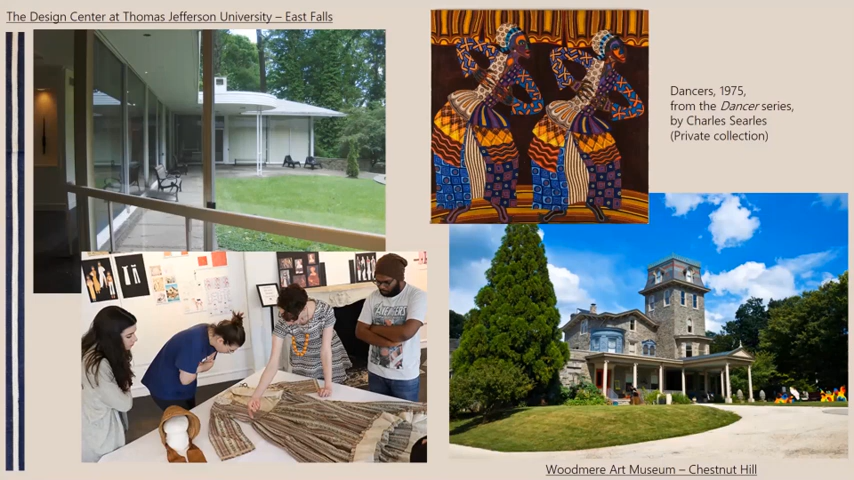 The Design Center at Thomas Jefferson University – East Falls
Dancers, 1975,
from the Dancer series,
by Charles Searles
(Private collection)
AVENGERS
Woodmere Art Museum – Chestnut Hill